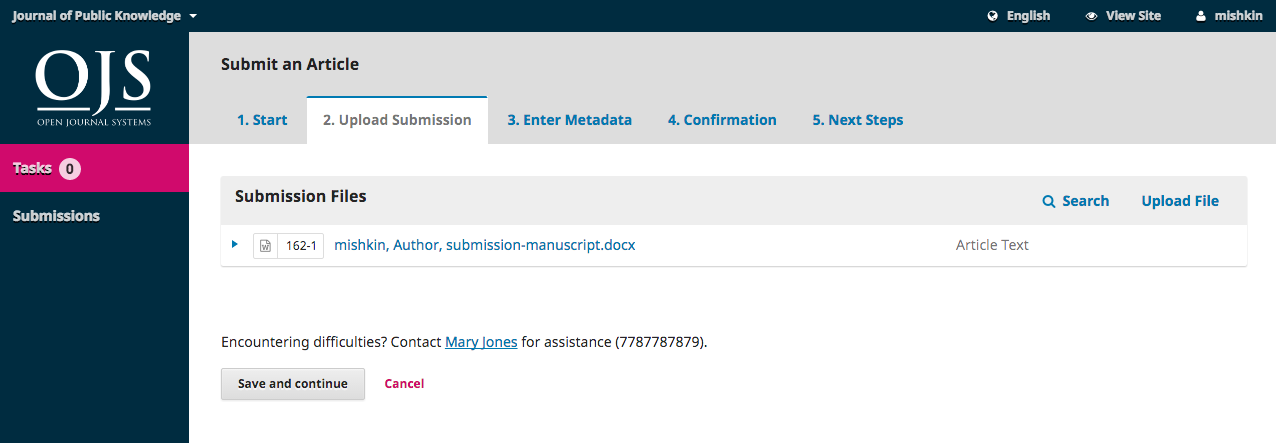 Journal of Public Knowledge
English
View Site
mishkin
OJS
OPEN JOURNAL SYSTEMS
Tasks 0
Submissions
Submit an Article
1. Start
2. Upload Submission
3. Enter Metadata
4. Confirmation
5. Next Steps
Submission Files
Search
Upload File
162-1
mishkin, Author, submission-manuscript.docx
Article Text
Encountering difficulties? Contact Mary Jones for assistance (7787787879).
Save and continue
Cancel